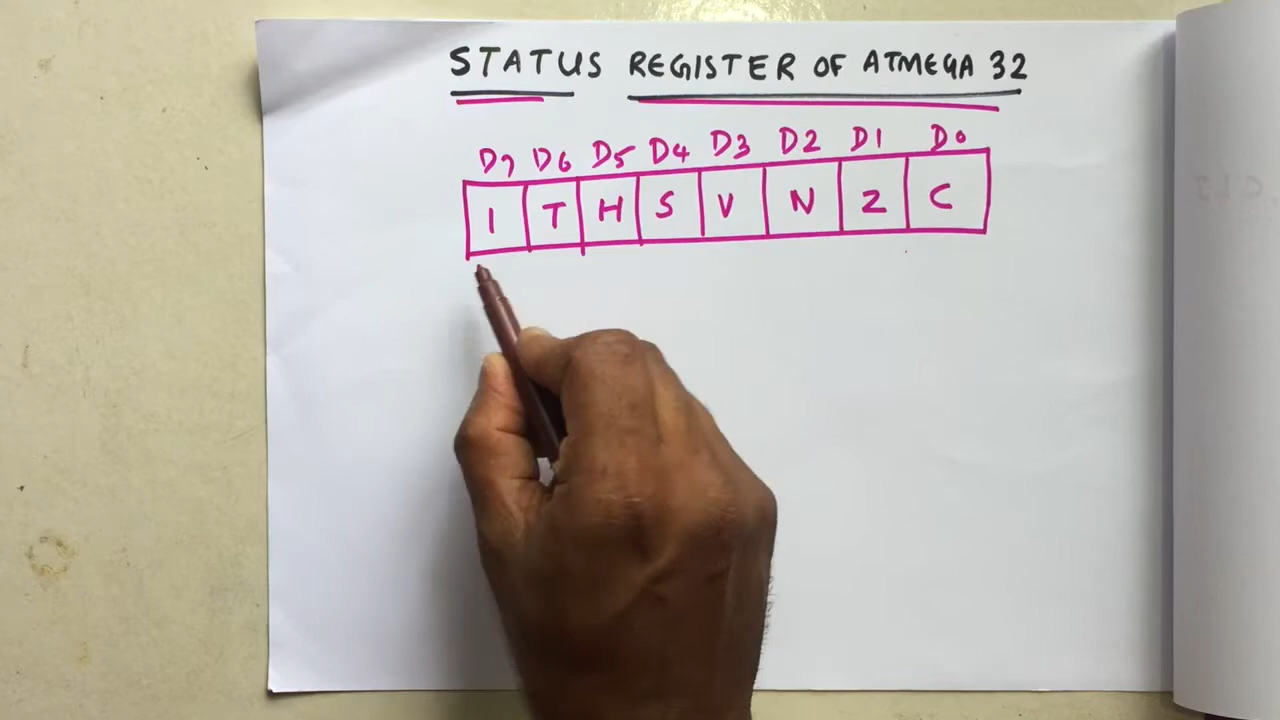 STATUS REGISTER OF ATMEGA 32
D7 D6 D5 D4 D3 D2 D1 D0
I T H S V N Z C